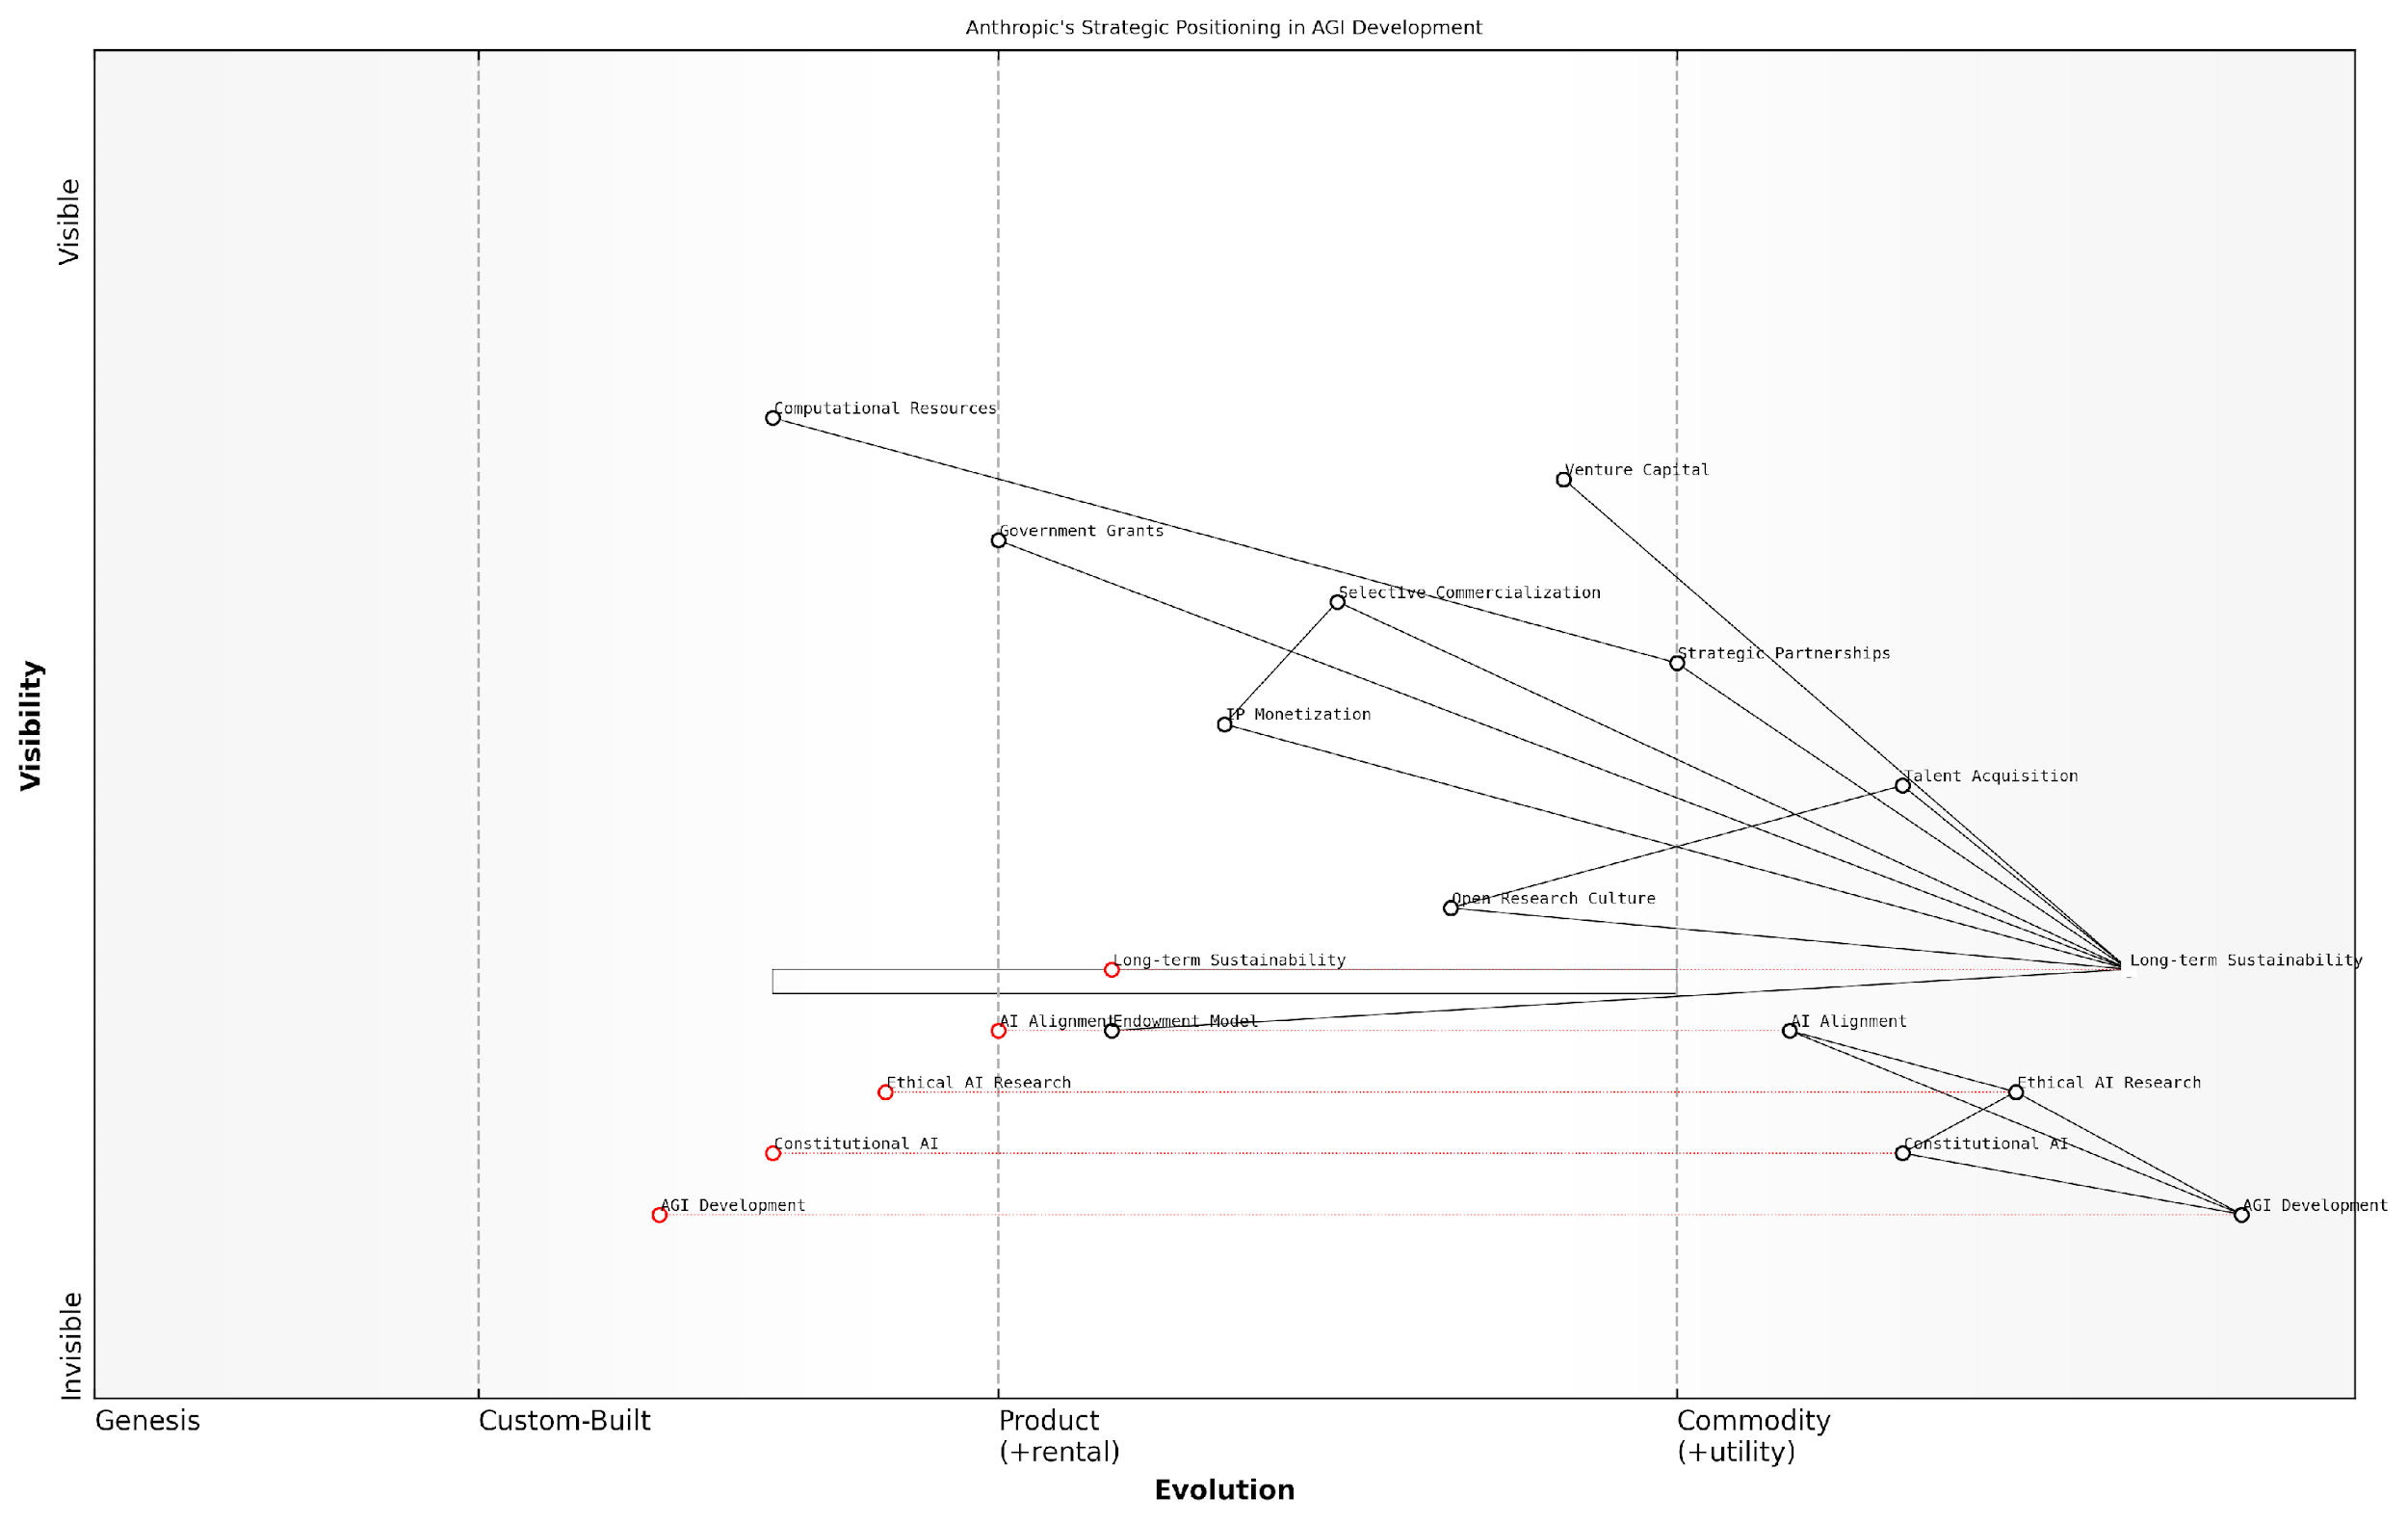 Anthropic's Strategic Positioning in AGI Development
Visible
Computational Resources
Venture Capital
Government Grants
Selective Commercialization
Strategic Partnerships
Visibility
IP Monetization
Talent Acquisition
Open Research Culture
Long-term Sustainability
Long-term Sustainability
AI Alignment
Endowment Model
AI Alignment
Ethical AI Research
Ethical AI Research
Constitutional AI
Constitutional AI
AGI Development
AGI Development
Invisible
Genesis
Custom-Built
Product
(+rental)
Commodity
(+utility)
Evolution